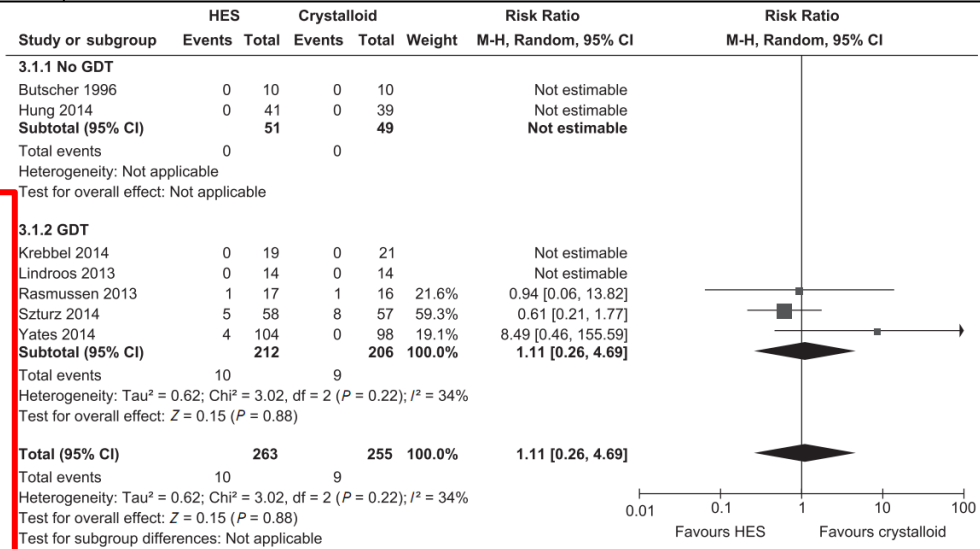 HES Crystalloid Risk Ratio Risk Ratio
Study or subgroup Events Total Events Total Weight M-H, Random, 95% CI M-H, Random, 95% CI
3.1.1 No GDT
Butscher 1996 0 10 0 10 Not estimable
Hung 2014 0 41 0 39 Not estimable
Subtotal (95% CI) 51 49 Not estimable
Total events 0 0
Heterogeneity: Not applicable
Test for overall effect: Not applicable
3.1.2 GDT
Krebbel 2014 0 19 0 21 Not estimable
Lindroos 2013 0 14 0 14 Not estimable
Rasmussen 2013 1 17 1 16 21.6% 0.94 [0.06, 13.82]
Szturz 2014 5 58 8 57 59.3% 0.61 [0.21, 1.77]
Yates 2014 4 104 0 98 19.1% 8.49 [0.46, 155.59]
Subtotal (95% CI) 212 206 100.0% 1.11 [0.26, 4.69]
Total events 10 9
Heterogeneity: Tau² = 0.62; Chi² = 3.02, df = 2 (P = 0.22); I² = 34%
Test for overall effect: Z = 0.15 (P = 0.88)
Total (95% CI) 263 255 100.0% 1.11 [0.26, 4.69]
Total events 10 9
Heterogeneity: Tau² = 0.62; Chi² = 3.02, df = 2 (P = 0.22); I² = 34%
Test for overall effect: Z = 0.15 (P = 0.88)
Test for subgroup differences: Not applicable
0.01 0.1 1 10 100
Favours HES Favours crystalloid